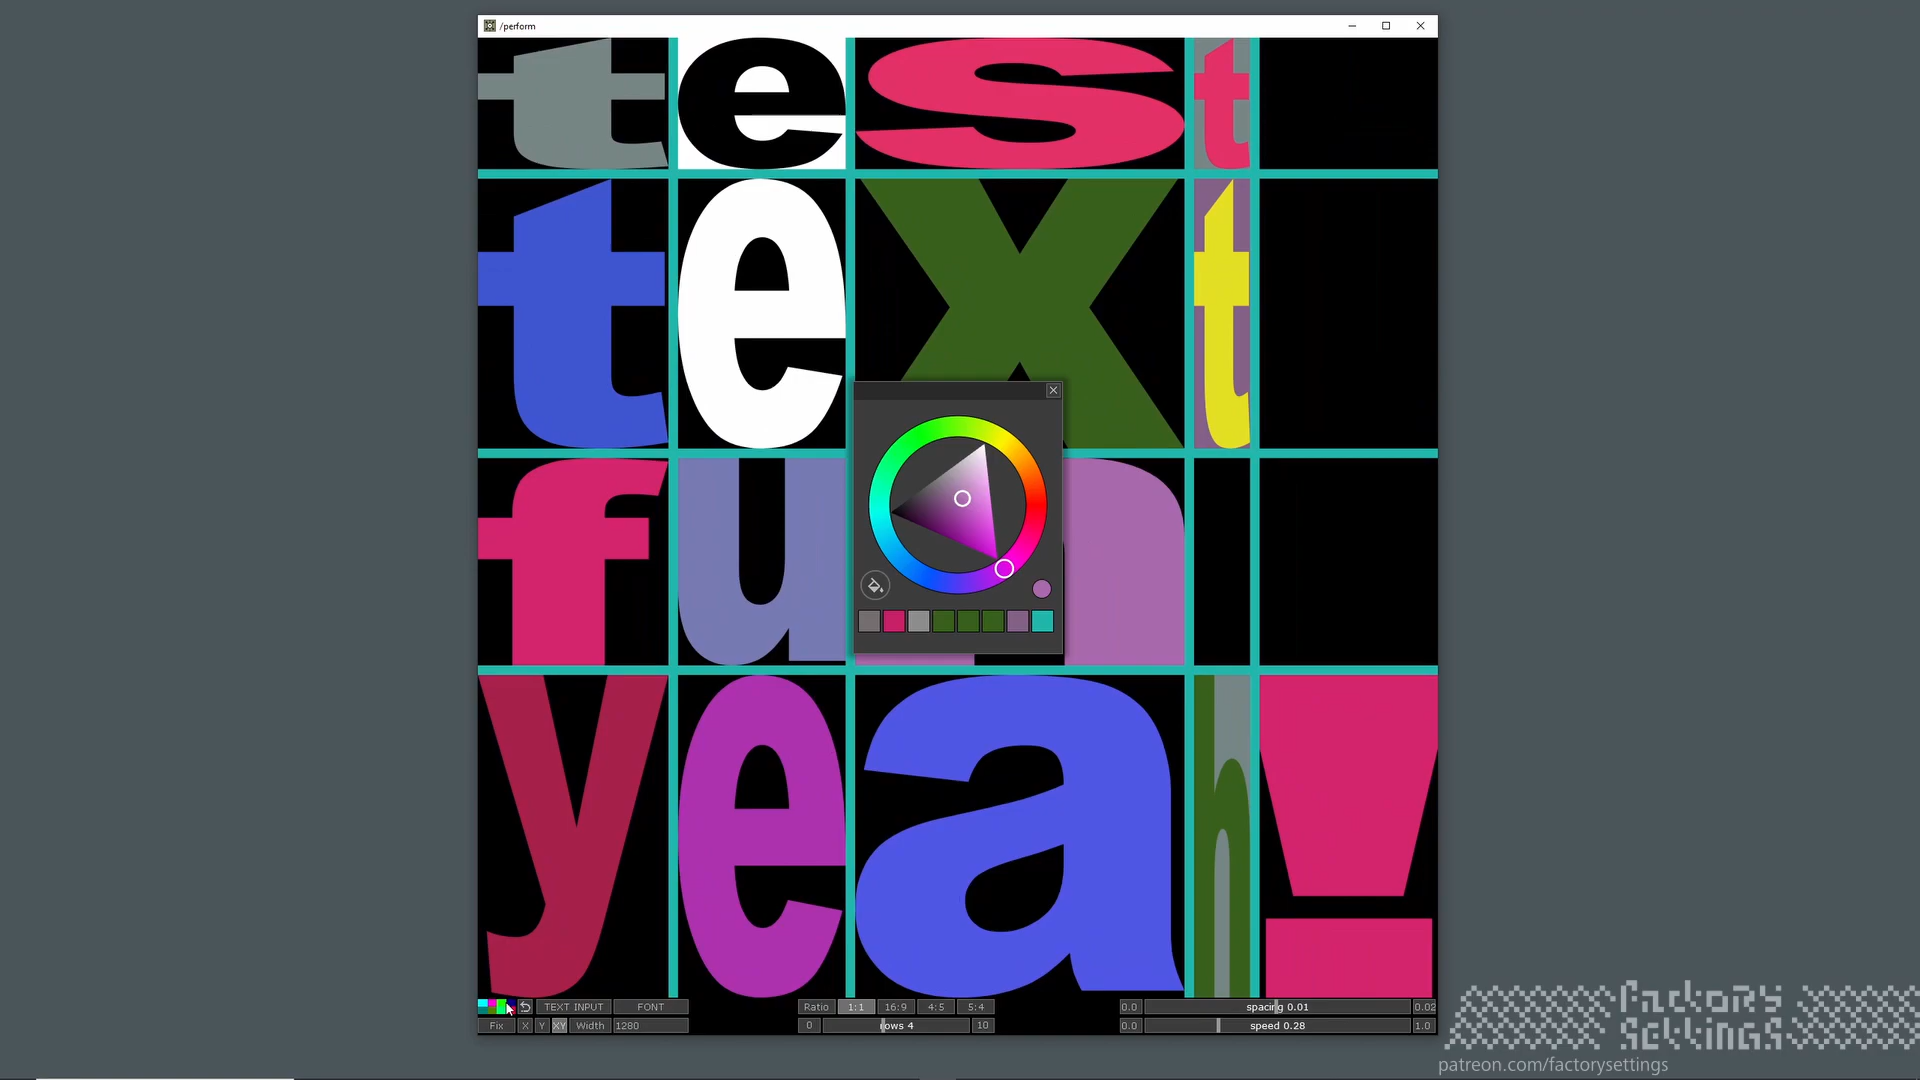 /perform
test
text
fun
yeah!
TEXT INPUT FONT Ratio 1:1 16:9 4:5 5:4 0.0 spacing 0.01 0.02
Fix X Y XY Width 1280 0 rows 4 10 0.0 speed 0.28 1.0
factory
settings
patreon.com/factorysettings